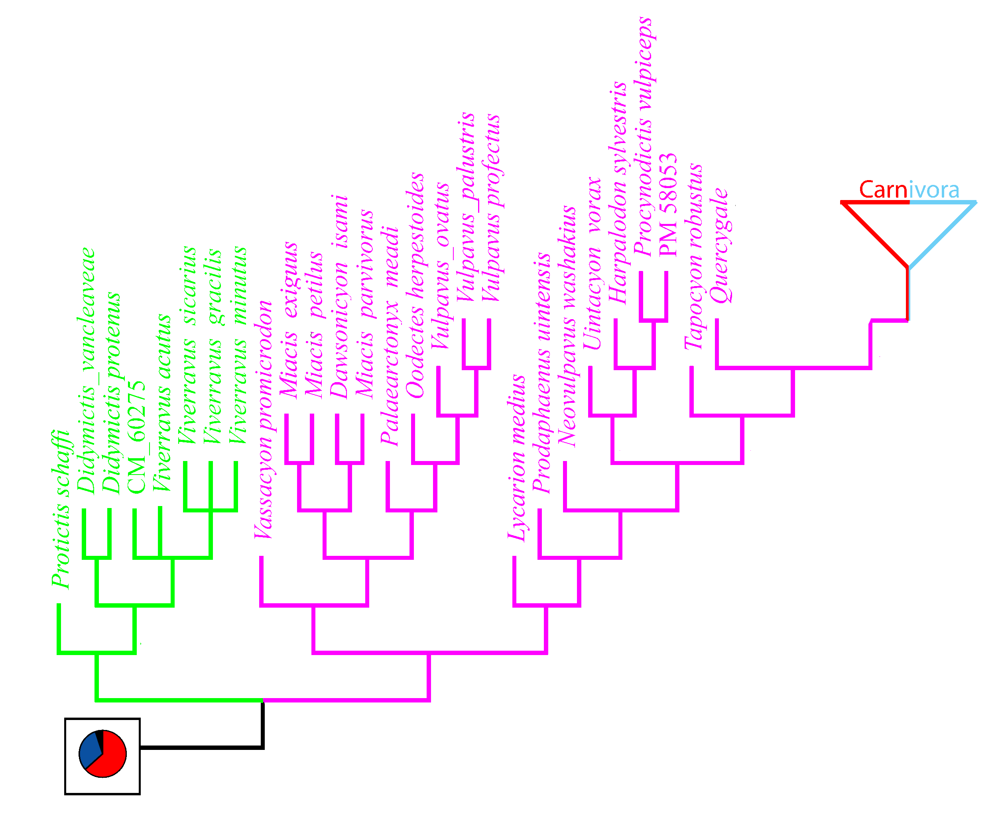 Protictis schaffi
Didymictis_vancleaveae
Didymictis protenus
CM_60275
Viverravus acutus
Viverravus sicarius
Viverravus gracilis
Viverravus minutus
Vassacyon promicrodon
Miacis exiguus
Miacis petilus
Dawsonicyon isami
Miacis parvivorus
Palaearctonyx meadi
Oodectes herpestoides
Vulpavus_ovatus
Vulpavus_palustris
Vulpavus profectus
Lycarion medius
Prodaphaenus uintensis
Neovulpavus washakius
Uintacyon vorax
Harpalodon sylvestris
Procynodictis vulpiceps
PM 58053
Tapocyon robustus
Quercygale
Carnivora